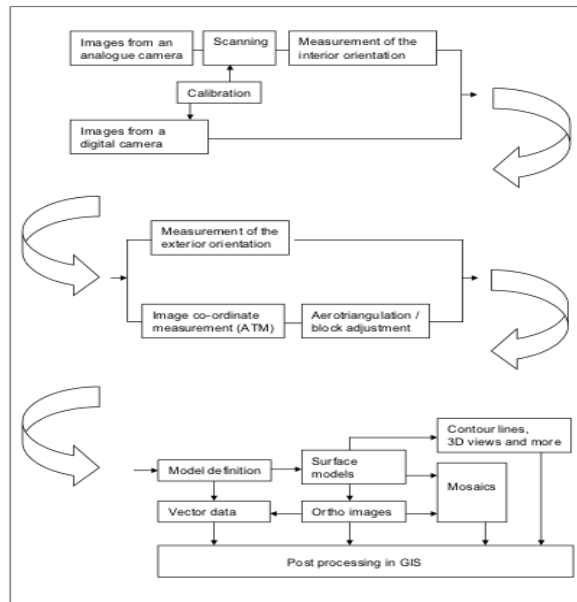 Images from an
analogue camera
Scanning
Measurement of the
interior orientation
Calibration
Images from a
digital camera
Measurement of the
exterior orientation
Image co-ordinate
measurement (ATM)
Aerotriangulation /
block adjustment
Contour lines,
3D views and more
Model definition
Surface
models
Mosaics
Vector data
Ortho images
Post processing in GIS